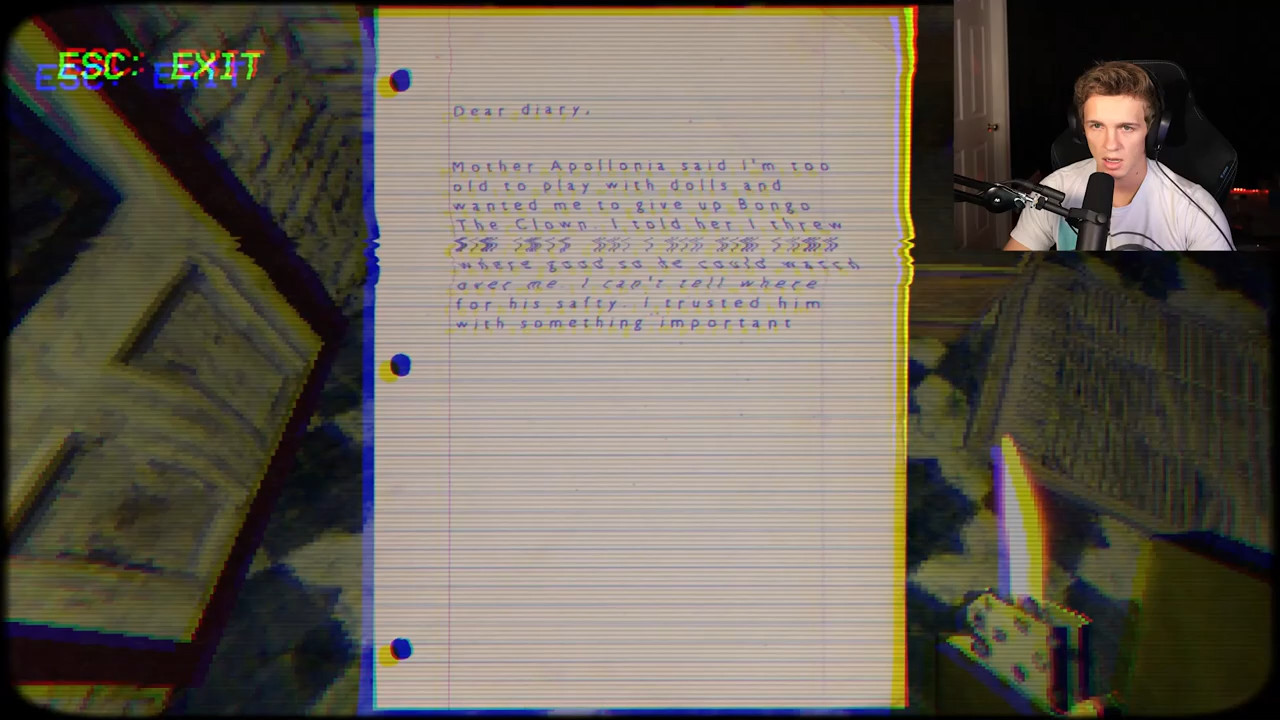 ESC: EXIT
Dear diary,
Mother Apollonia said I'm too
old to play with dolls and
wanted me to give up Bongo
The Clown. I told her I threw
where good so he could watch
over me. I can't tell where
for his safty. I trusted him
with something important